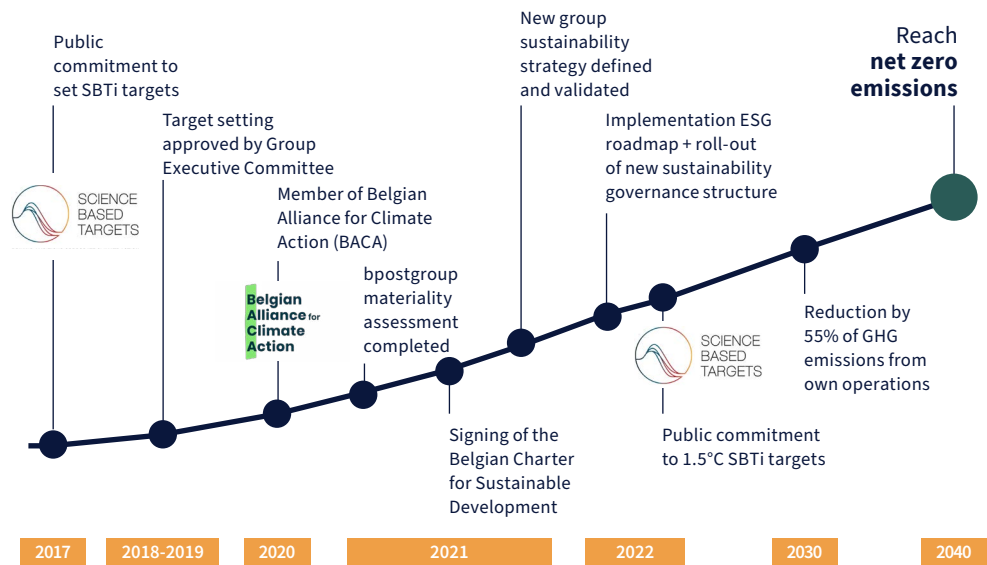 Public
commitment to
set SBTi targets
SCIENCE
BASED
TARGETS
Target setting
approved by Group
Executive Committee
Member of Belgian
Alliance for Climate
Action (BACA)
Belgian
Alliance for
Climate
Action
bpostgroup
materiality
assessment
completed
Signing of the
Belgian Charter
for Sustainable
Development
New group
sustainability
strategy defined
and validated
Implementation ESG
roadmap + roll-out
of new sustainability
governance structure
SCIENCE
BASED
TARGETS
Public commitment
to 1.5°C SBTi targets
Reduction by
55% of GHG
emissions from
own operations
Reach
net zero
emissions
2017
2018-2019
2020
2021
2022
2030
2040